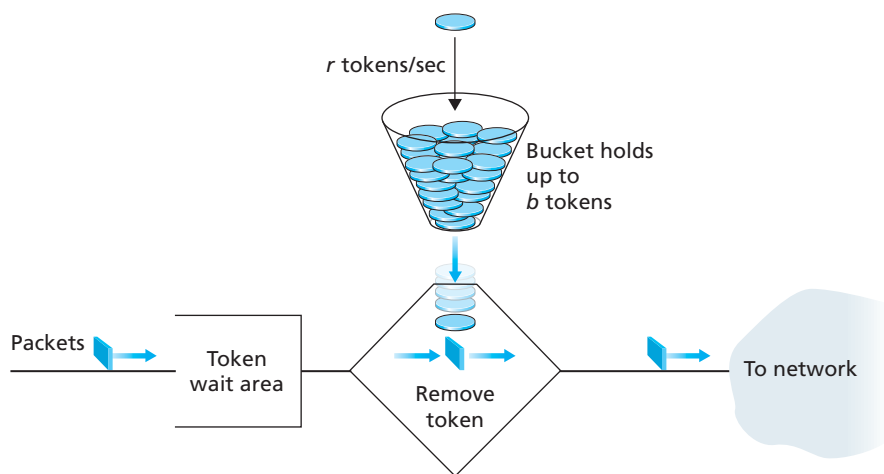 r tokens/sec
Bucket holds
up to
b tokens
Packets
Token
wait area
Remove
token
To network